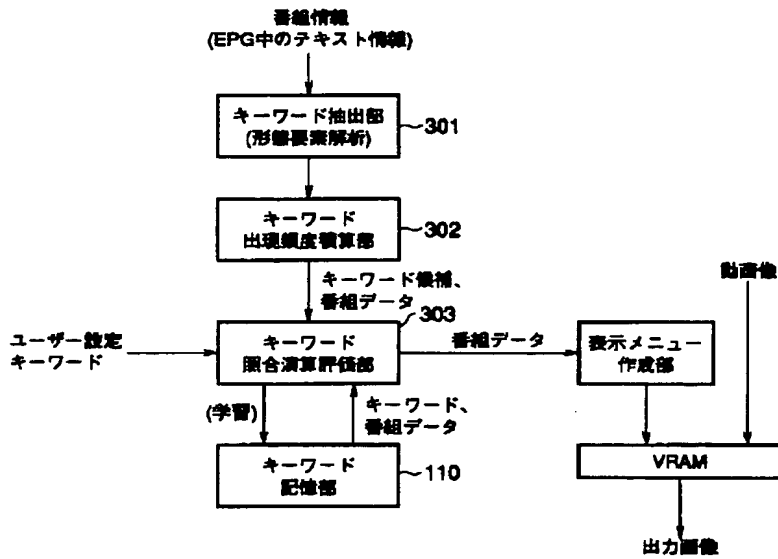 番組情報
(EPG中のテキスト情報)
キーワード抽出部
(形態要素解析)
301
キーワード
出現頻度積算部
302
キーワード候補、
番組データ
303
動画像
ユーザー設定
キーワード
キーワード
照合演算評価部
番組データ
表示メニュー
作成部
(学習)
キーワード、
番組データ
キーワード
記憶部
110
VRAM
出力画像